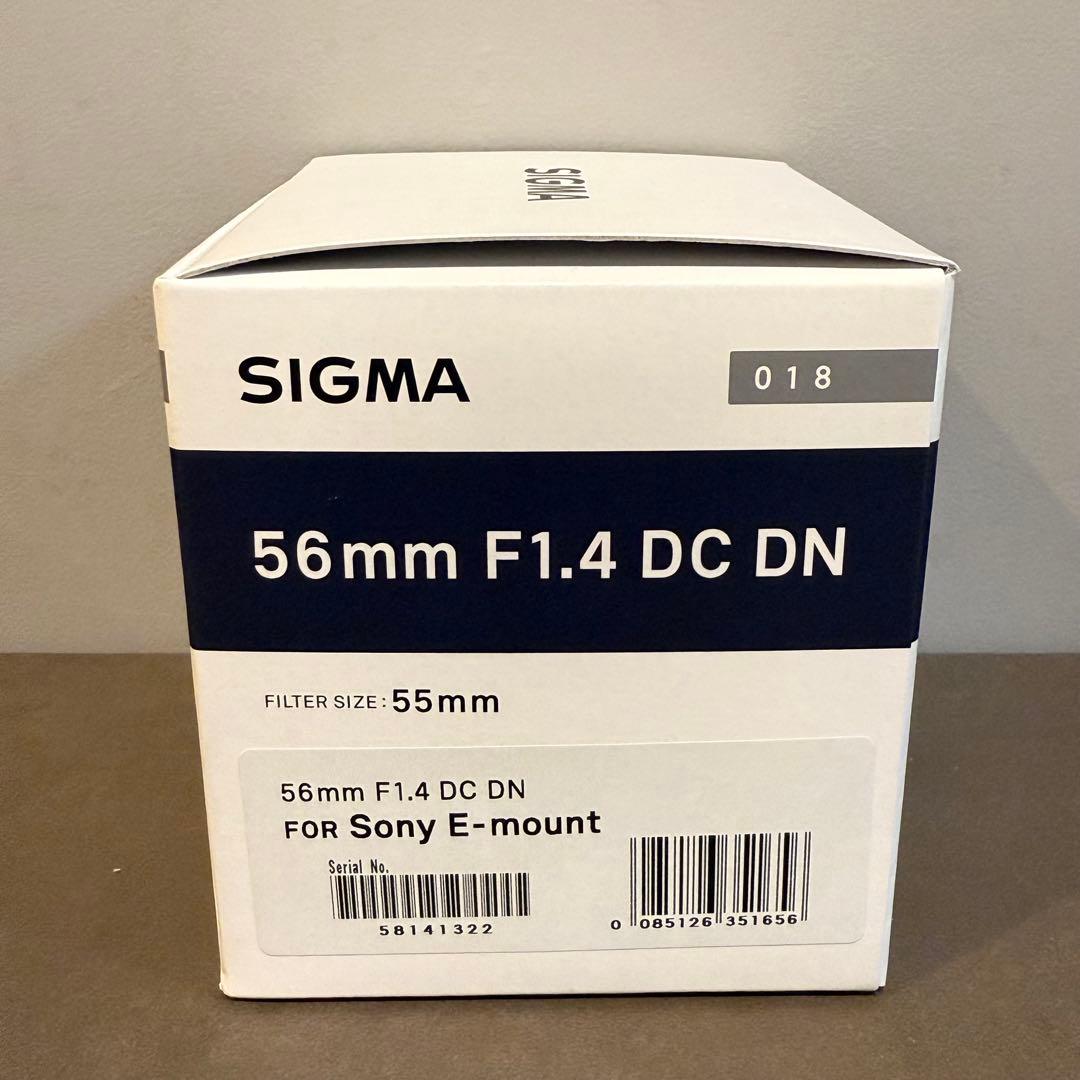 SIGMA
SIGMA
018
56mm F1.4 DC DN
FILTER SIZE: 55mm
56mm F1.4 DC DN
FOR Sony E-mount
Serial No.
58141322
0 085126 351656